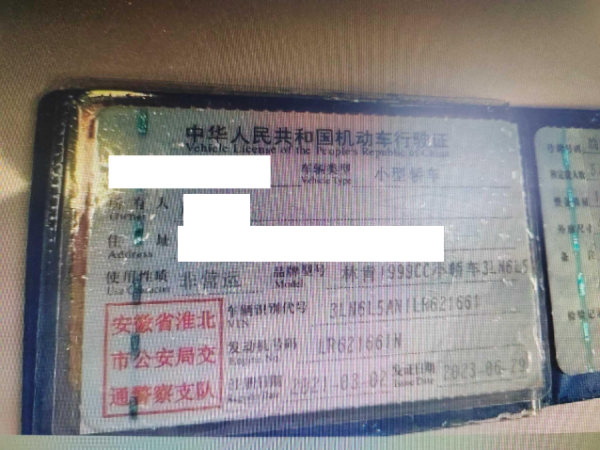 中华人民共和国机动车行驶证
Vehicle License of the People's Republic of China
车辆类型 小型轿车
Vehicle Type
所有人
Owner
住址
Address
使用性质 非营运 品牌型号 林肯1999CC小轿车3LN6L5
Use Character Model
安徽省淮北
市公安局交
通警察支队
车辆识别代号 3LN6L5AN1LR621661
VIN
发动机号码 LR621661N
Engine No.
注册日期 2021-03-02 发证日期 2023-06-29
Register Date Issue Date